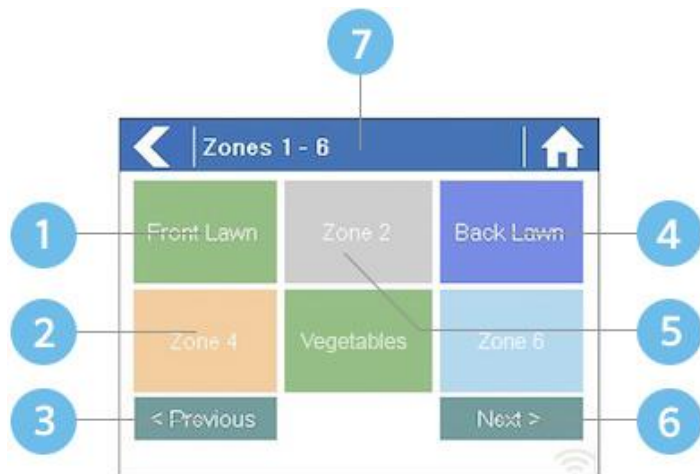 7
Zones 1 - 6
1
Front Lawn
Zone 2
Back Lawn
4
2
Zone 4
Vegetables
Zone 6
5
3
< Previous
Next >
6